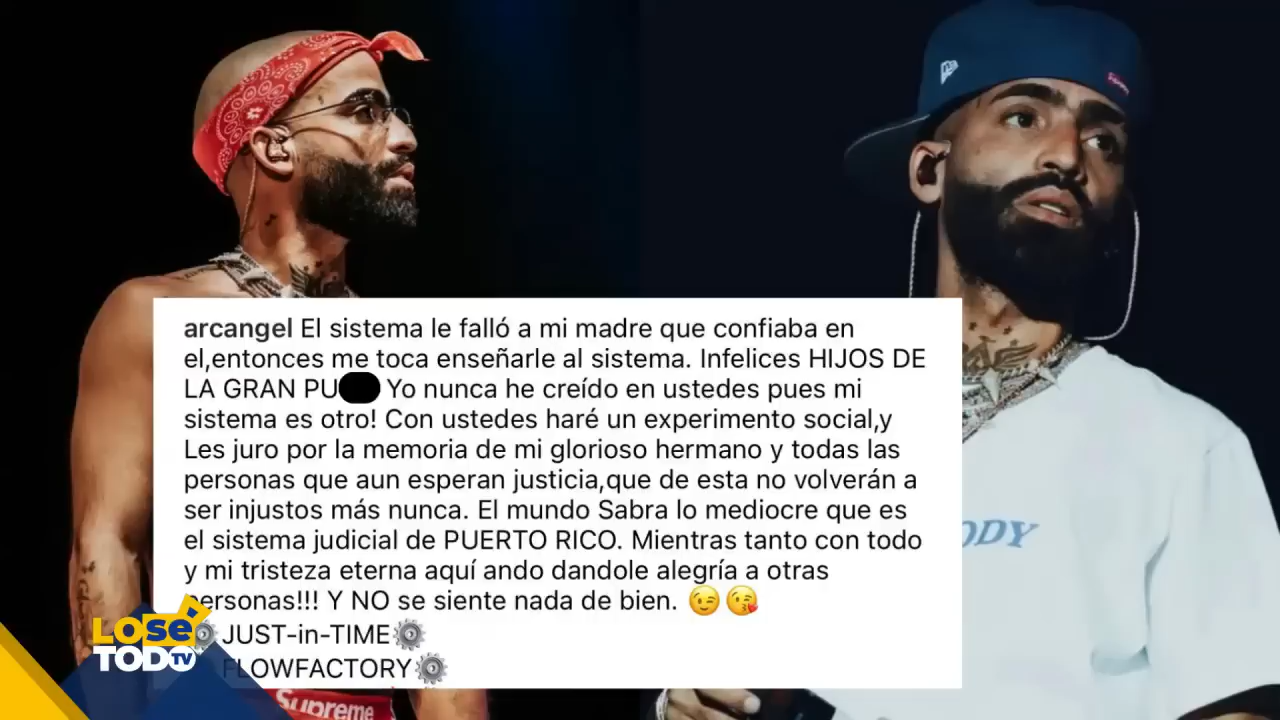 arcangel El sistema le falló a mi madre que confiaba en
el,entonces me toca enseñarle al sistema. Infelices HIJOS DE
LA GRAN PU Yo nunca he creído en ustedes pues mi
sistema es otro! Con ustedes haré un experimento social,y
Les juro por la memoria de mi glorioso hermano y todas las
personas que aun esperan justicia,que de esta no volverán a
ser injustos más nunca. El mundo Sabra lo mediocre que es
el sistema judicial de PUERTO RICO. Mientras tanto con todo
y mi tristeza eterna aquí ando dandole alegría a otras
personas!!! Y NO se siente nada de bien. 😉😘
⚙️JUST-in-TIME⚙️
FLOWFACTORY⚙️
LOSÉ
TODO TV
Supreme
ODY